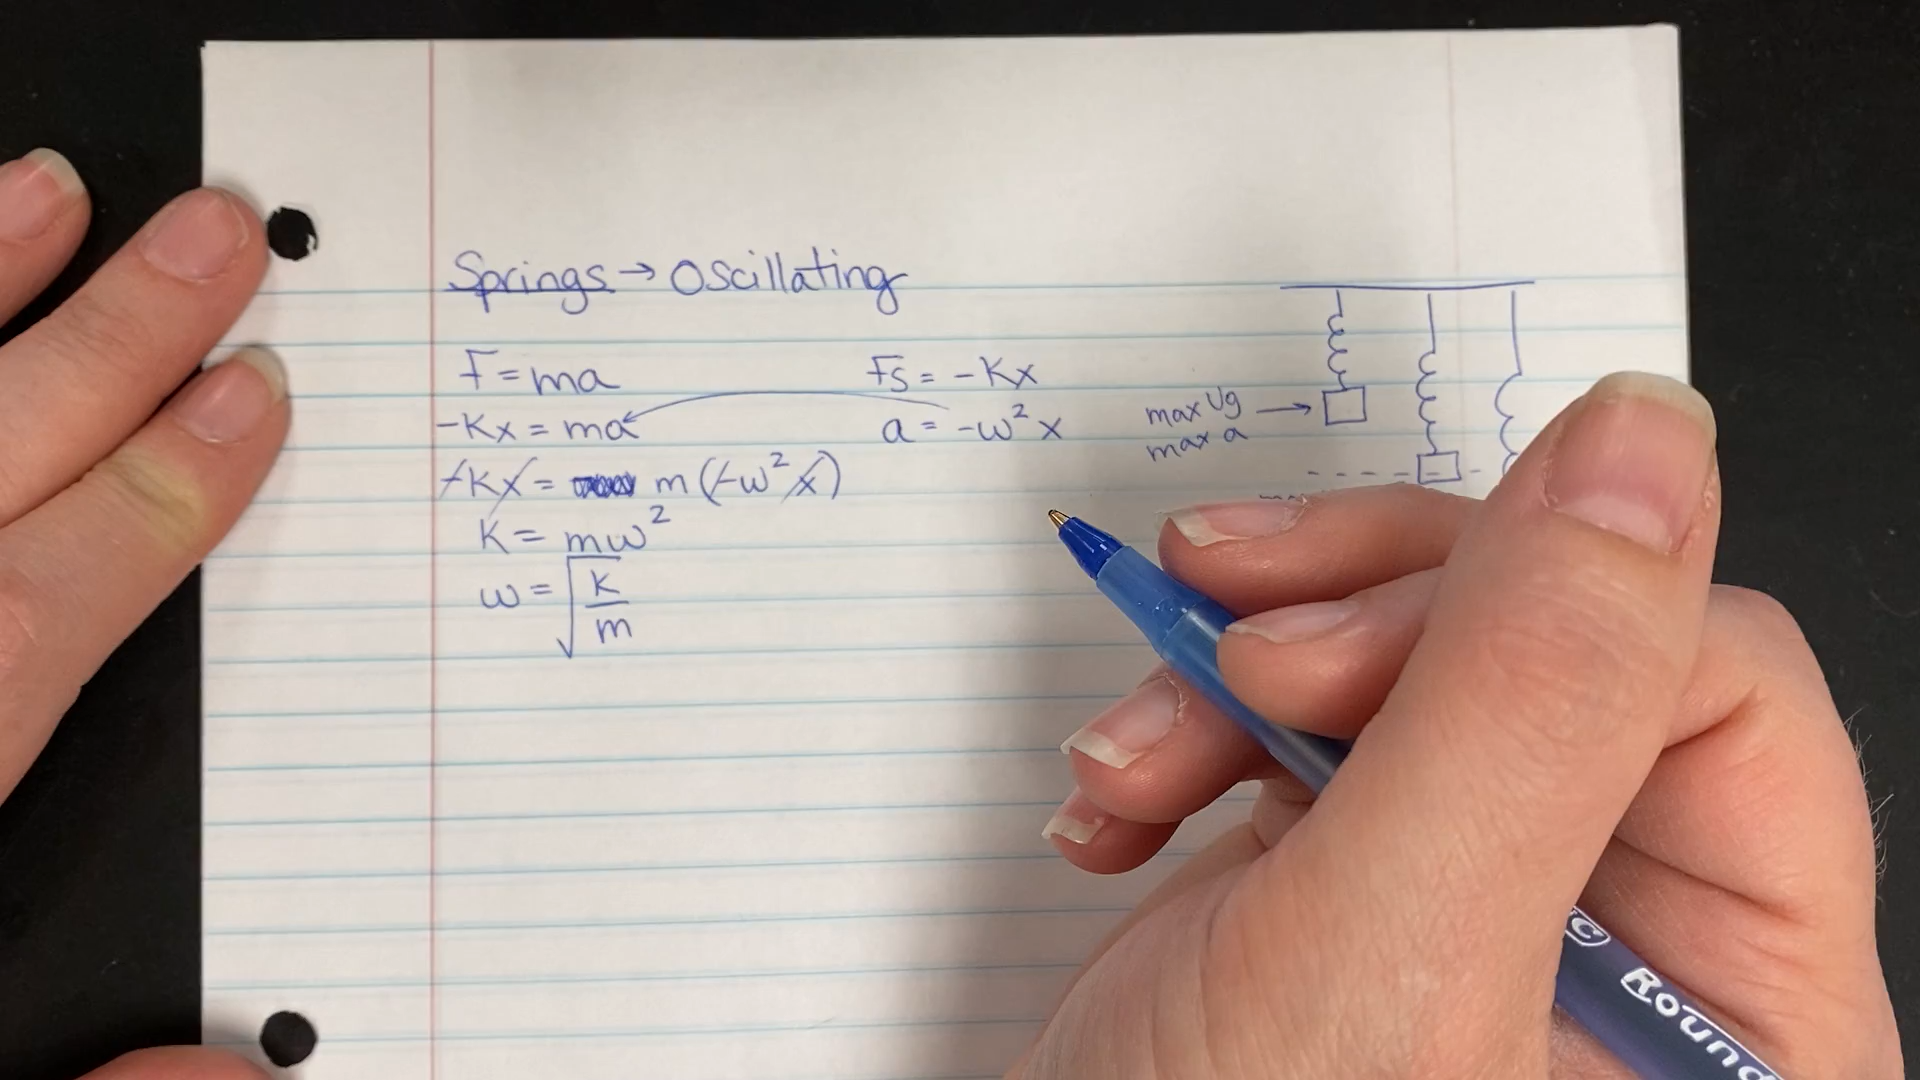 Springs → Oscillating
F = ma
-Kx = ma
-Kx = m(-ω²x)
K = mω²
ω = √(K/m)
Fs = -Kx
a = -ω²x
max Ug →
max a
Round